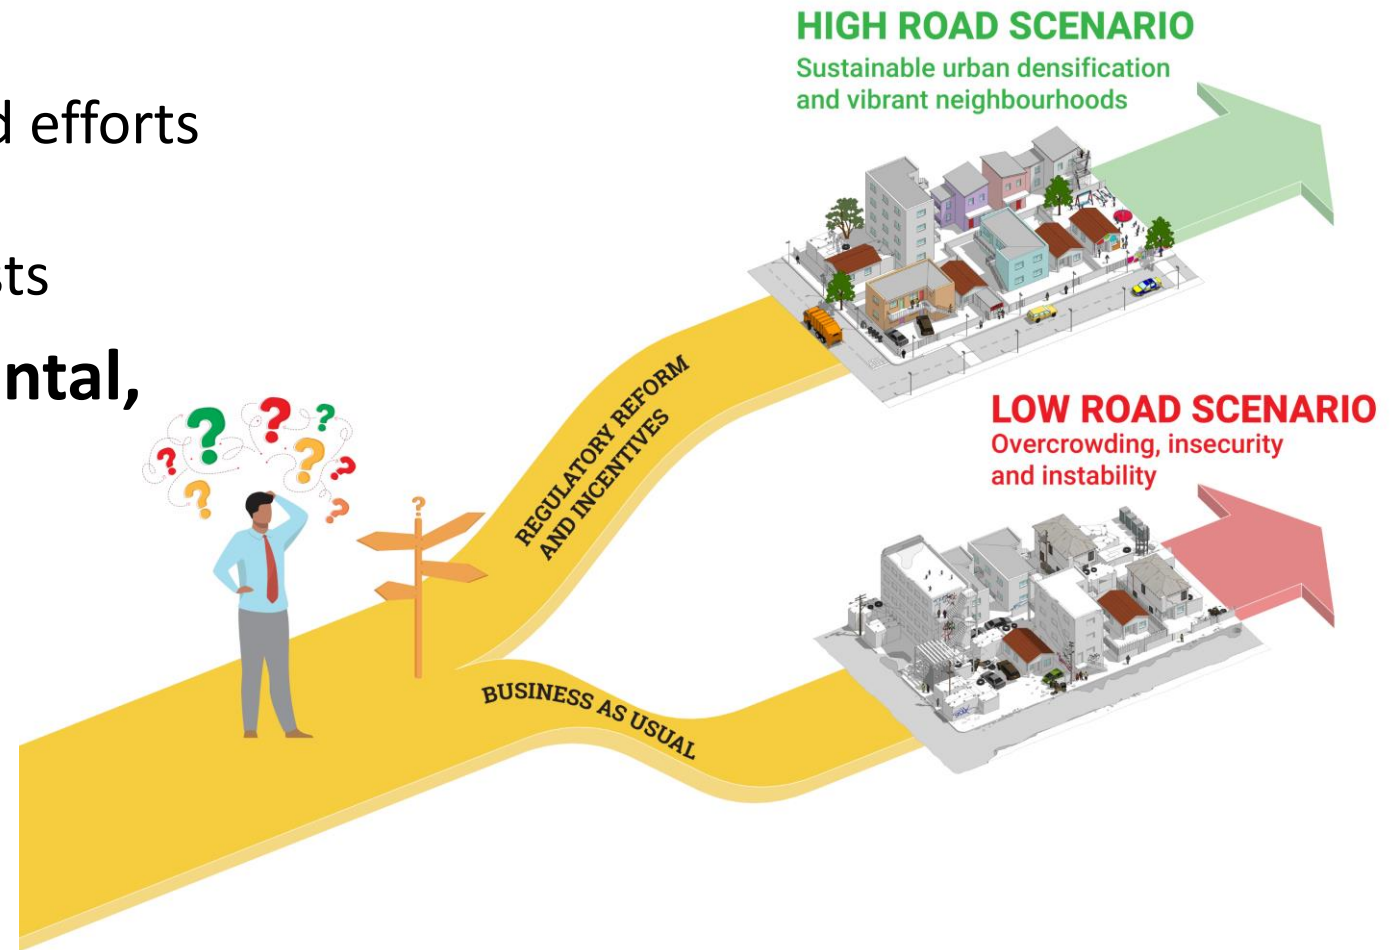 HIGH ROAD SCENARIO
Sustainable urban densification
and vibrant neighbourhoods
efforts
ntal,
REGULATORY REFORM
AND INCENTIVES
LOW ROAD SCENARIO
Overcrowding, insecurity
and instability
BUSINESS AS USUAL